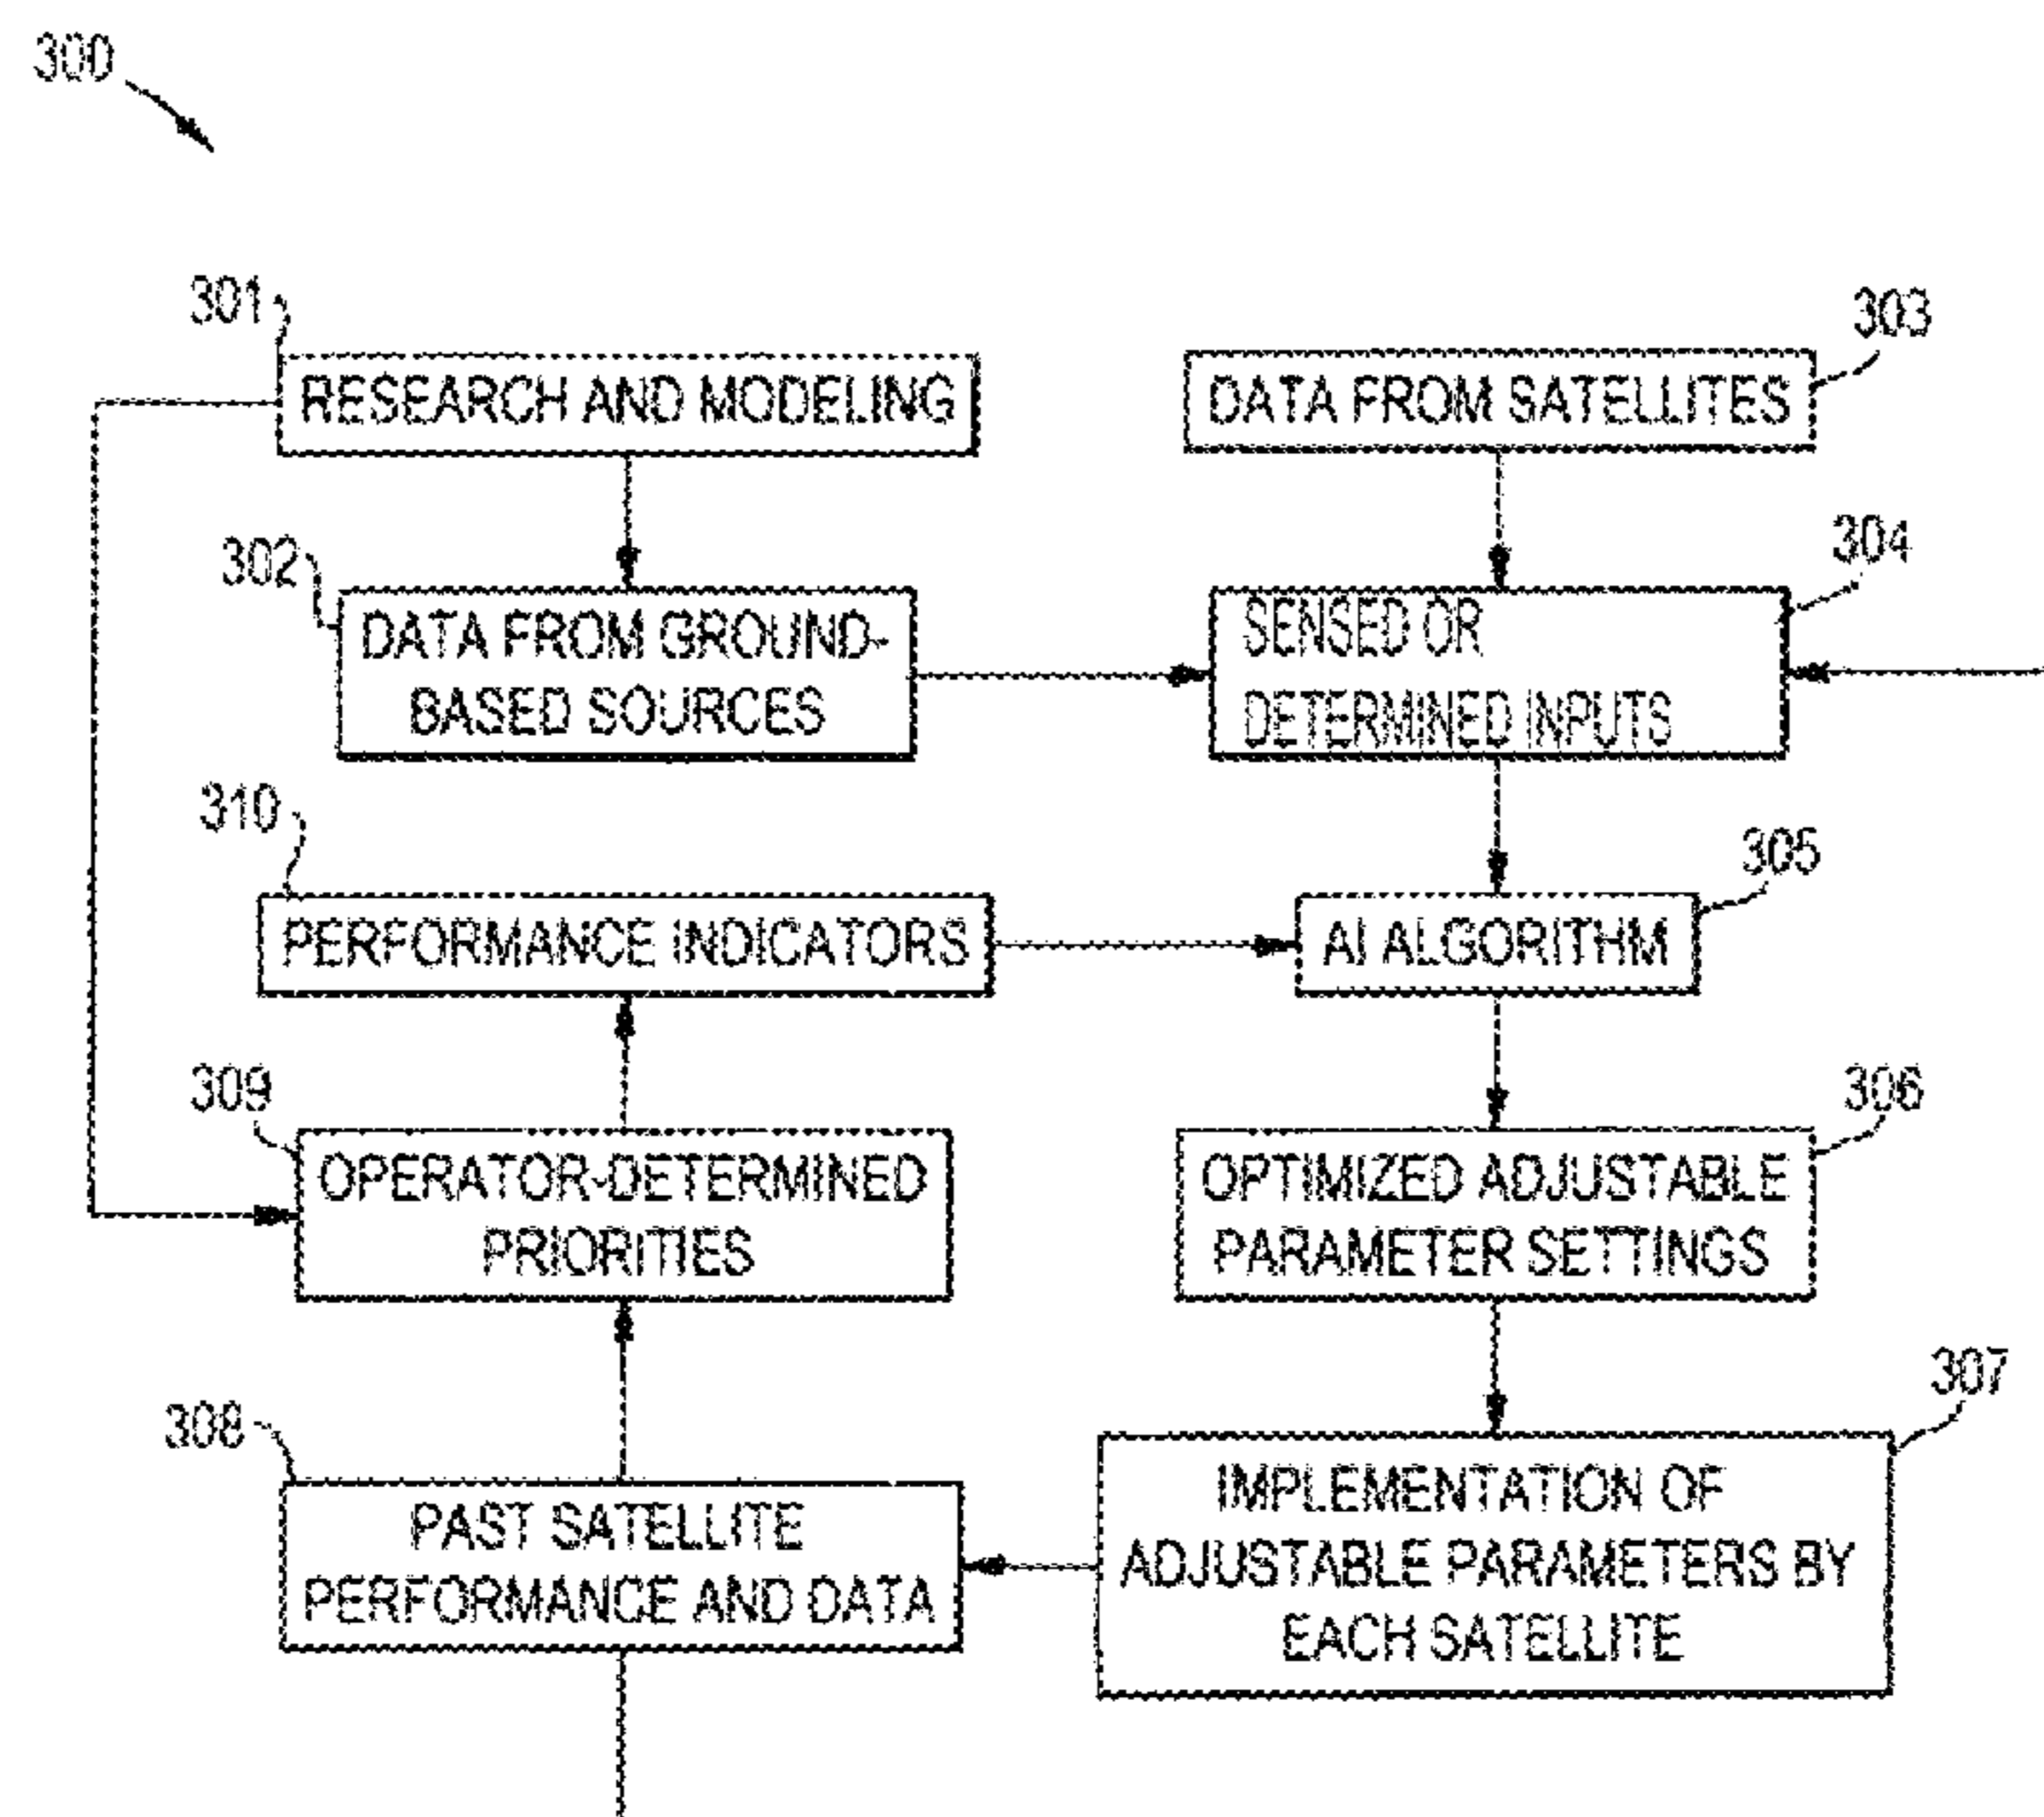 300
301
RESEARCH AND MODELING
303
DATA FROM SATELLITES
302
DATA FROM GROUND-
BASED SOURCES
304
SENSED OR
DETERMINED INPUTS
310
PERFORMANCE INDICATORS
305
AI ALGORITHM
309
OPERATOR-DETERMINED
PRIORITIES
306
OPTIMIZED ADJUSTABLE
PARAMETER SETTINGS
308
PAST SATELLITE
PERFORMANCE AND DATA
307
IMPLEMENTATION OF
ADJUSTABLE PARAMETERS BY
EACH SATELLITE